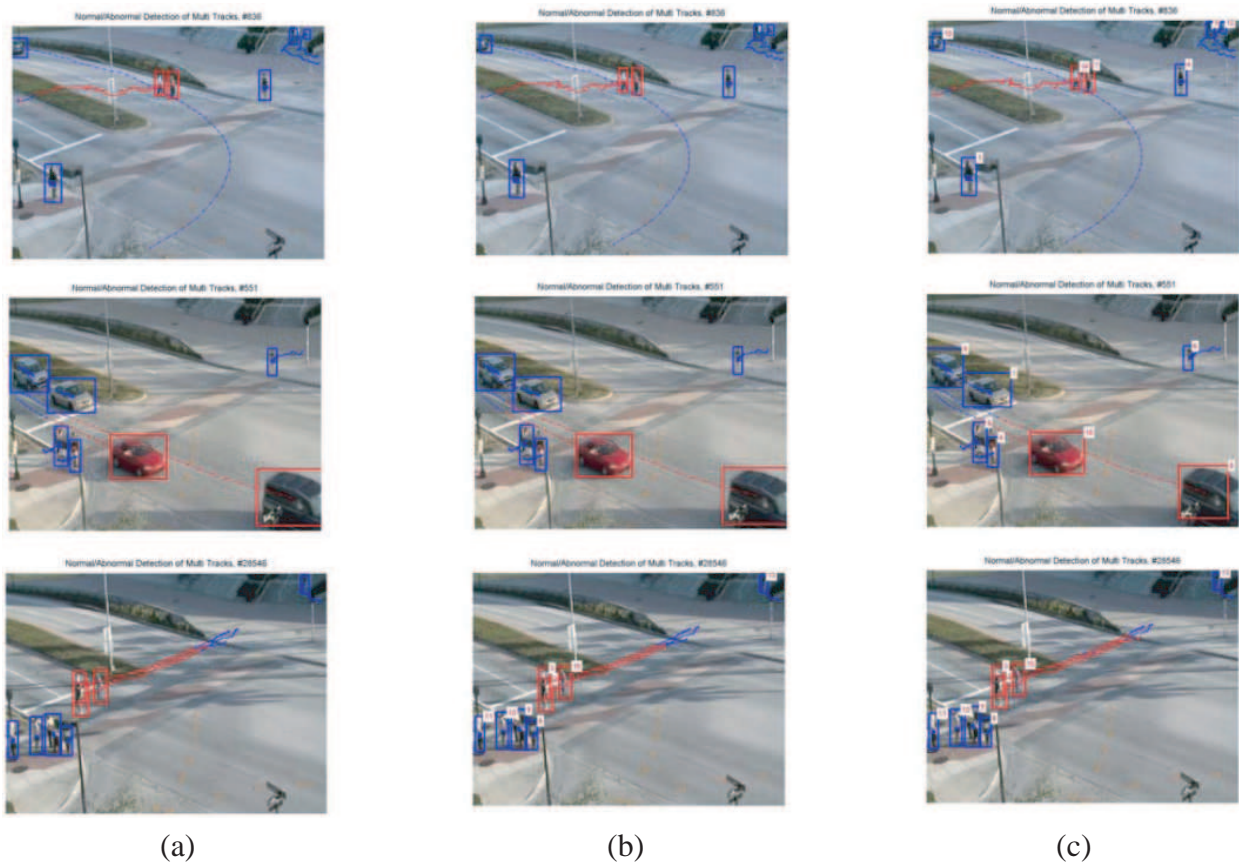 Normal/Abnormal Detection of Multi Tracks, #836
Normal/Abnormal Detection of Multi Tracks, #836
Normal/Abnormal Detection of Multi Tracks, #836
Normal/Abnormal Detection of Multi Tracks, #551
Normal/Abnormal Detection of Multi Tracks, #551
Normal/Abnormal Detection of Multi Tracks, #551
Normal/Abnormal Detection of Multi Tracks, #28546
Normal/Abnormal Detection of Multi Tracks, #28546
Normal/Abnormal Detection of Multi Tracks, #28546
(a)
(b)
(c)